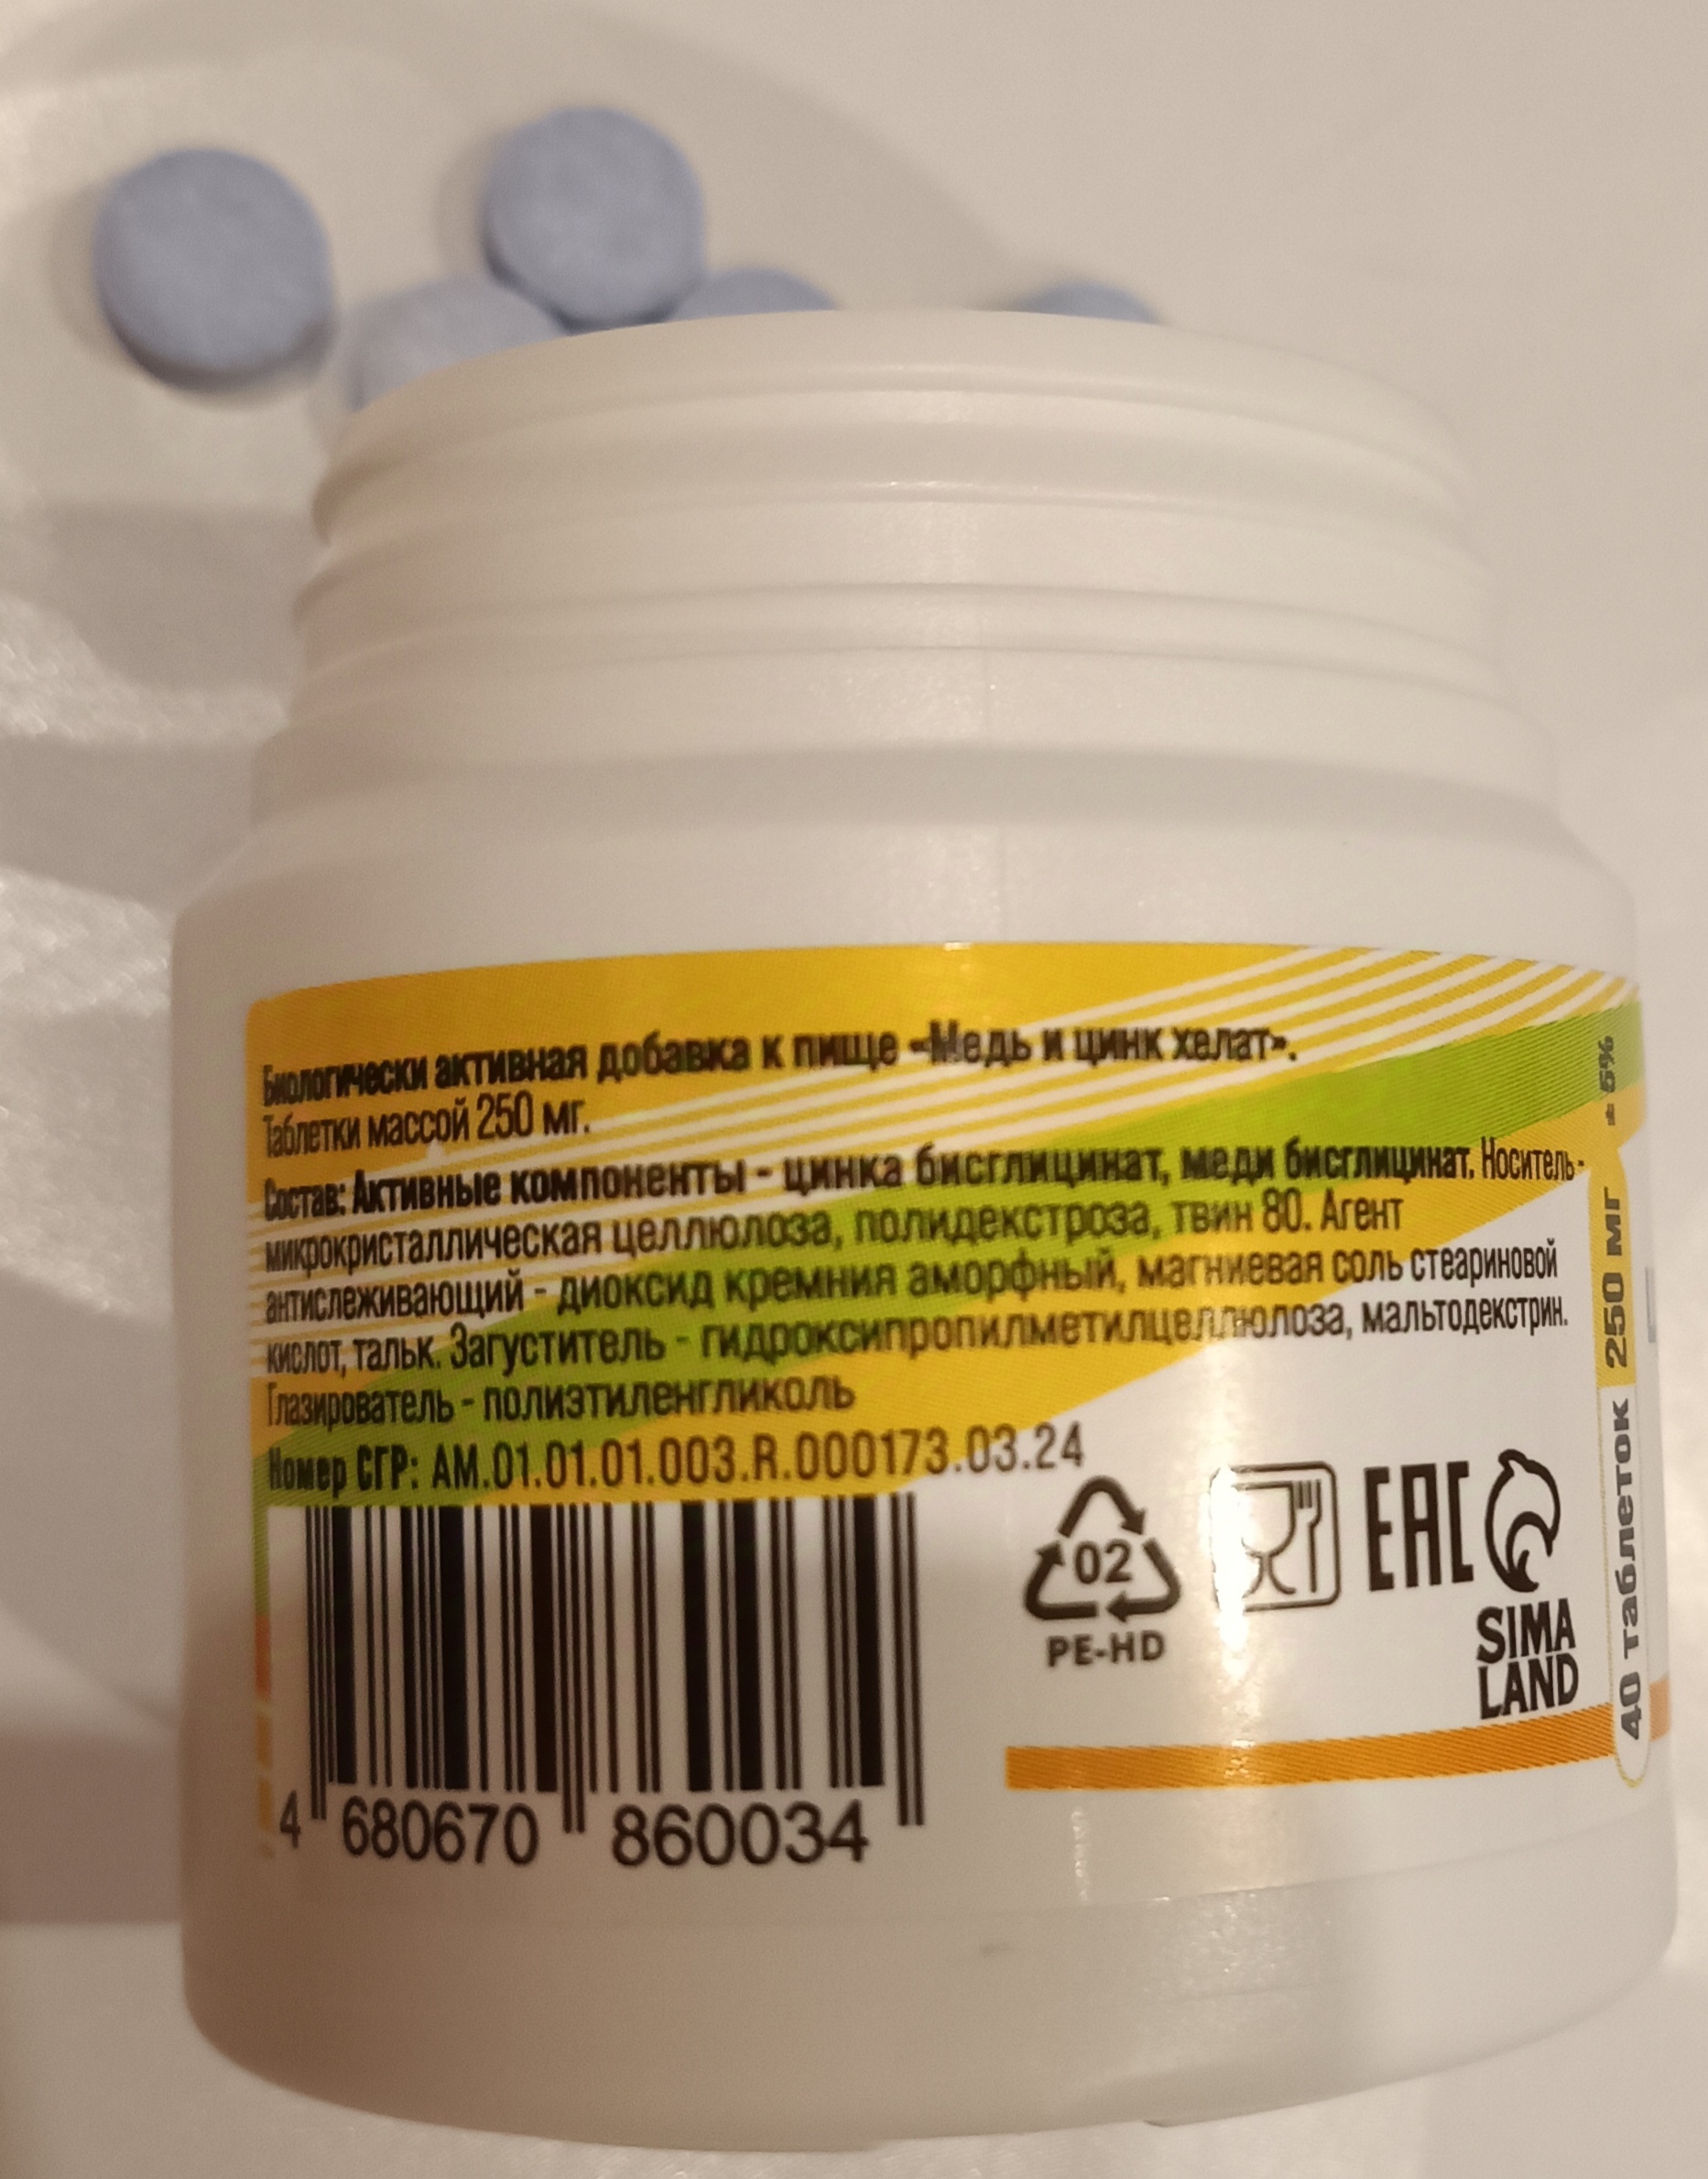 Биологически активная добавка к пище «Медь и цинк хелат».
Таблетки массой 250 мг.
Состав: Активные компоненты - цинка бисглицинат, меди бисглицинат. Носитель -
микрокристаллическая целлюлоза, полидекстроза, твин 80. Агент
антислеживающий - диоксид кремния аморфный, магниевая соль стеариновой
кислот, тальк. Загуститель - гидроксипропилметилцеллюлоза, мальтодекстрин.
Глазирователь - полиэтиленгликоль
Номер СГР: AM.01.01.01.003.R.000173.03.24
4 680670 860034
02
PE-HD
EAC
SIMA
LAND
40 таблеток 250 мг ± 5%